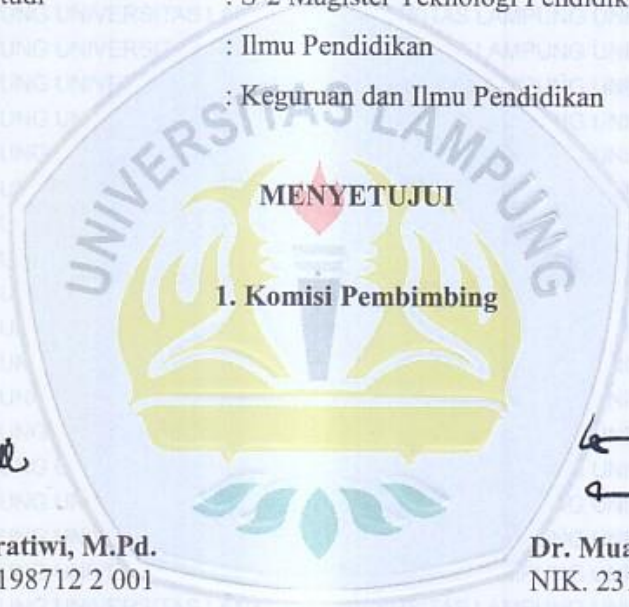 : S-2 Magister Teknologi Pendidik
: Ilmu Pendidikan
: Keguruan dan Ilmu Pendidikan
UNIVERSITAS LAMPUNG
MENYETUJUI
1. Komisi Pembimbing
ratiwi, M.Pd.
198712 2 001
Dr. Mua
NIK. 231